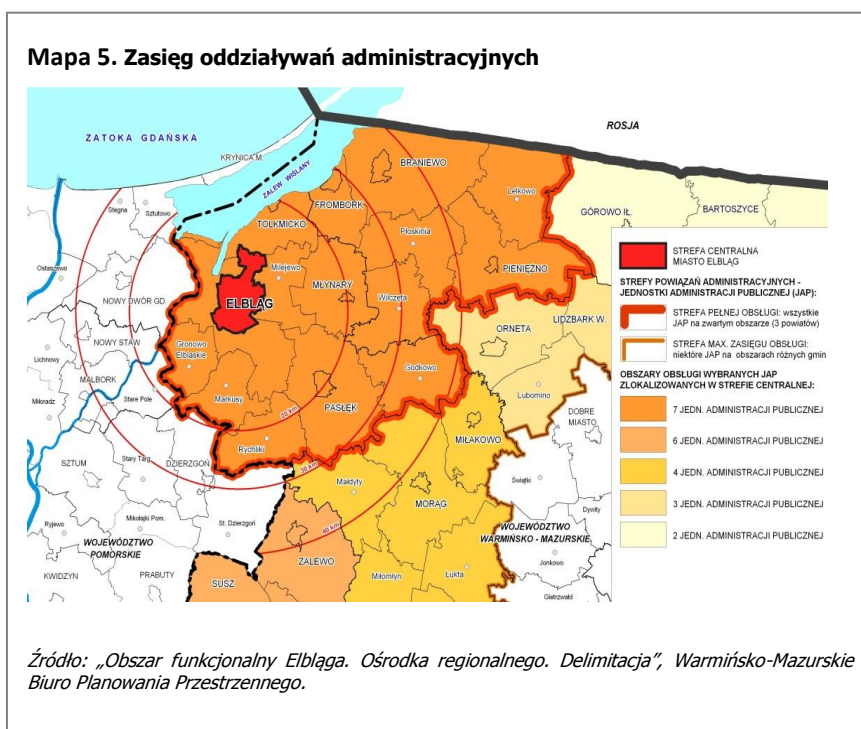 Mapa 5. Zasięg oddziaływań administracyjnych
ROSJA
ZATOKA GDAŃSKA
KRYNICA M.
ZALEW WIŚLANY
BRANIEWO
Stegna
Sztutowo
FROMBORK
Lelkowo
TOLKMICKO
GÓROWO IŁ.
BARTOSZYCE
Płoskinia
Ostaszewo
Milejewo
PIENIĘŻNO
NOWY DWÓR GD.
ELBLĄG
MŁYNARY
Wilczęta
ORNETA
LIDZBARK W.
NOWY STAW
Gronowo
Elbląskie
Lichnowy
Godkowo
MALBORK
Markusy
Lubomino
Miłoradz
Stare Pole
PASŁĘK
20 km
DOBRE
MIASTO
Rychliki
MIŁAKOWO
SZTUM
Stary Targ
DZIERZGOŃ
30 km
Małdyty
Świątki
MORĄG
Mikołajki Pom.
Dywity
Ryjewo
St. Dzierzgoń
40 km
WOJEWÓDZTWO
POMORSKIE
WOJEWÓDZTWO
WARMIŃSKO - MAZURSKIE
ZALEWO
Jonkowo
KWIDZYN
PRABUTY
SUSZ
Miłomłyn
Łukta
Gietrzwałd
STREFA CENTRALNA
MIASTO ELBLĄG
STREFY POWIĄZAŃ ADMINISTRACYJNYCH -
JEDNOSTKI ADMINISTRACJI PUBLICZNEJ (JAP):
STREFA PEŁNEJ OBSŁUGI: wszystkie
JAP na zwartym obszarze (3 powiatów)
STREFA MAX. ZASIĘGU OBSŁUGI:
niektóre JAP na obszarach różnych gmin
OBSZARY OBSŁUGI WYBRANYCH JAP
ZLOKALIZOWANYCH W STREFIE CENTRALNEJ:
7 JEDN. ADMINISTRACJI PUBLICZNEJ
6 JEDN. ADMINISTRACJI PUBLICZNEJ
4 JEDN. ADMINISTRACJI PUBLICZNEJ
3 JEDN. ADMINISTRACJI PUBLICZNEJ
2 JEDN. ADMINISTRACJI PUBLICZNEJ
Źródło: „Obszar funkcjonalny Elbląga. Ośrodka regionalnego. Delimitacja”, Warmińsko-Mazurskie
Biuro Planowania Przestrzennego.